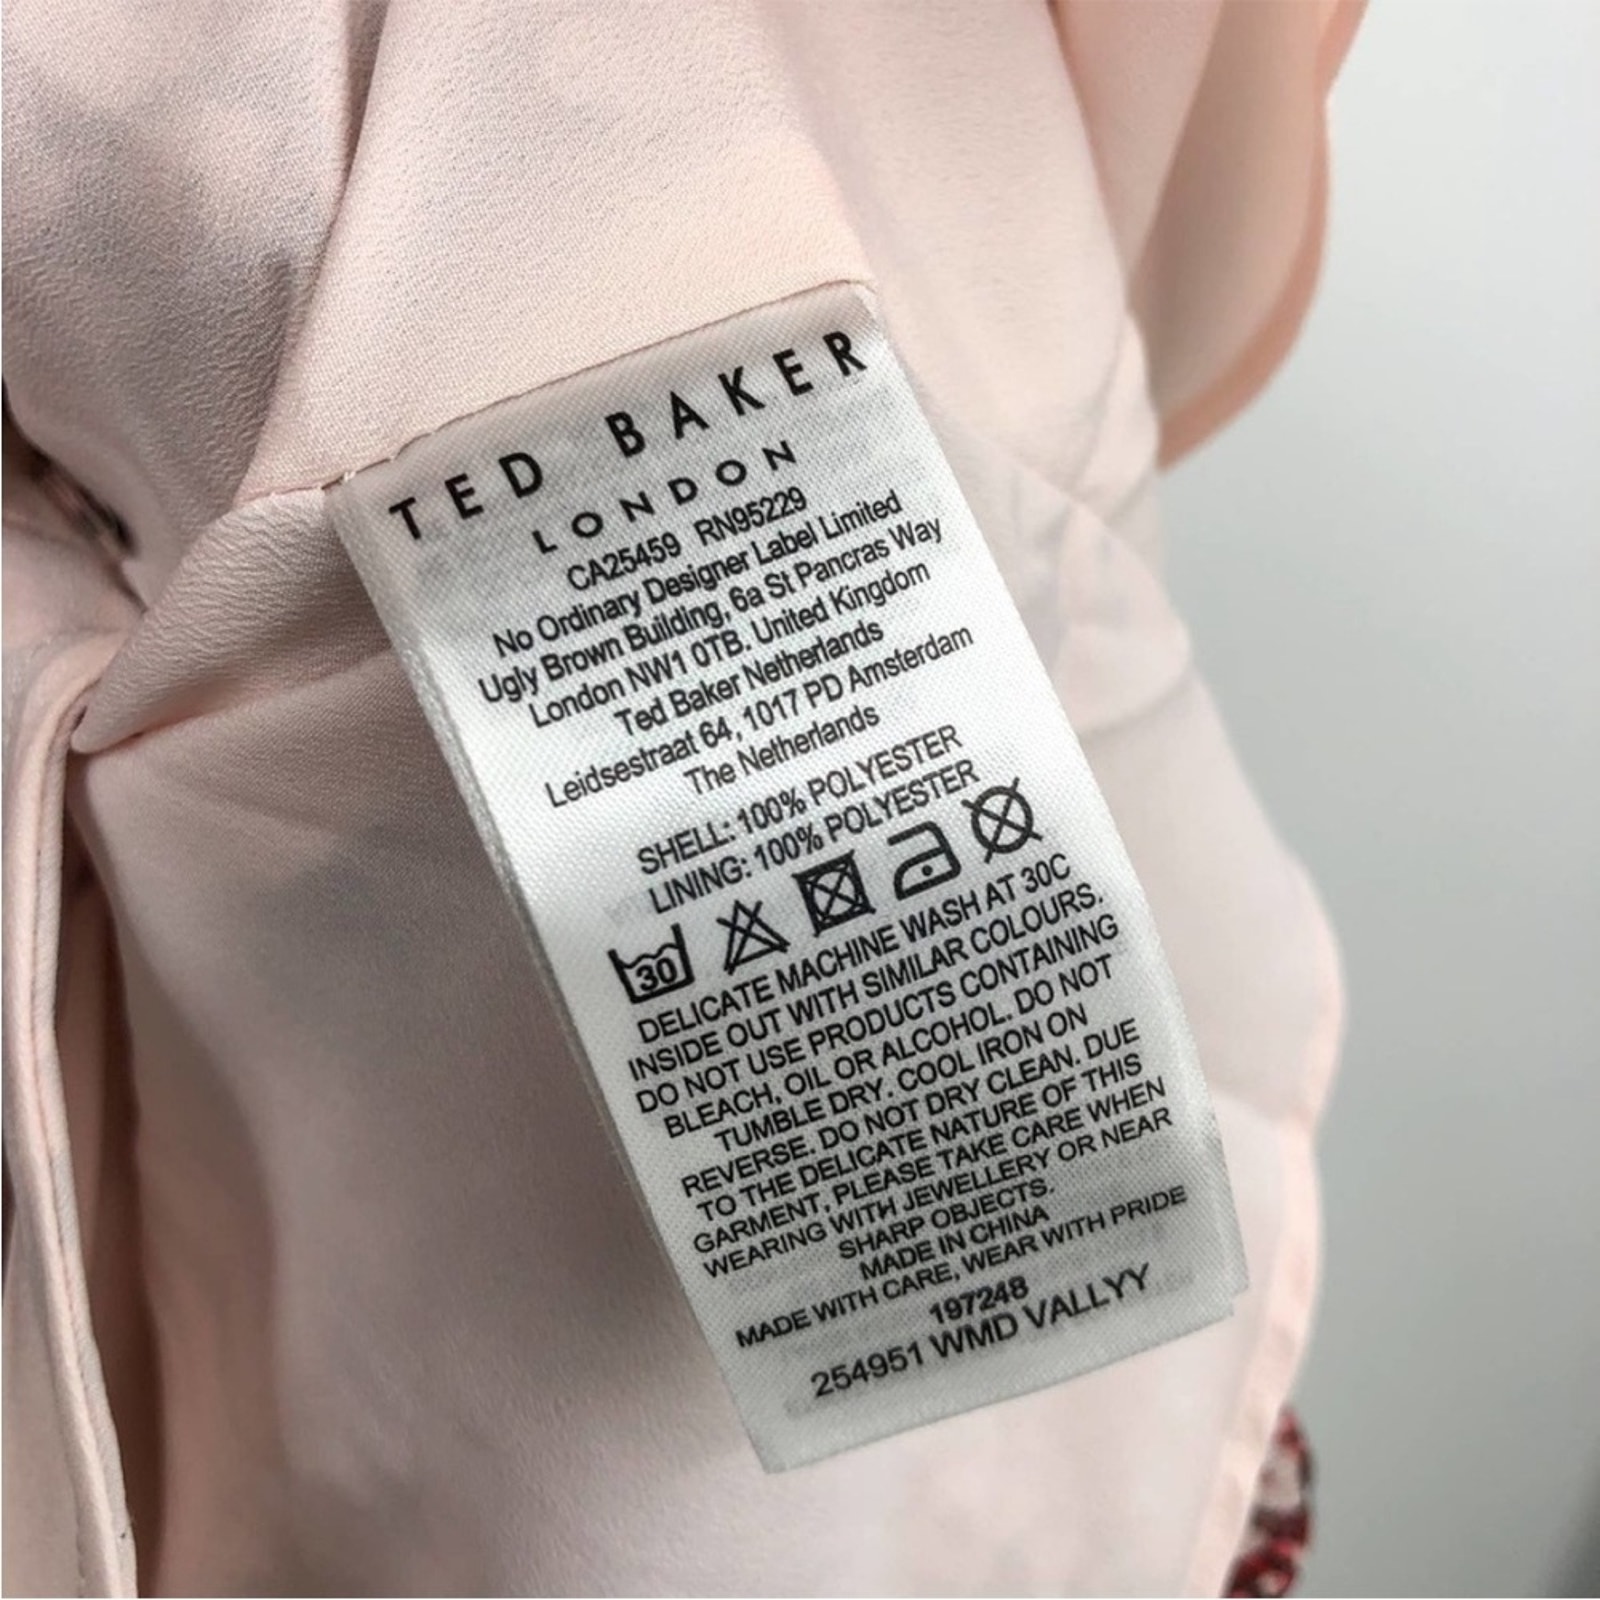 TED BAKER
LONDON
CA25459 RN95229
No Ordinary Designer Label Limited
Ugly Brown Building, 6a St Pancras Way
London NW1 0TB. United Kingdom
Ted Baker Netherlands
Leidsestraat 64, 1017 PD Amsterdam
The Netherlands
SHELL: 100% POLYESTER
LINING: 100% POLYESTER
30
DELICATE MACHINE WASH AT 30C
INSIDE OUT WITH SIMILAR COLOURS.
DO NOT USE PRODUCTS CONTAINING
BLEACH, OIL OR ALCOHOL. DO NOT
TUMBLE DRY. COOL IRON ON
REVERSE. DO NOT DRY CLEAN. DUE
TO THE DELICATE NATURE OF THIS
GARMENT, PLEASE TAKE CARE WHEN
WEARING WITH JEWELLERY OR NEAR
SHARP OBJECTS.
MADE IN CHINA
MADE WITH CARE, WEAR WITH PRIDE
197248
254951 WMD VALLYY